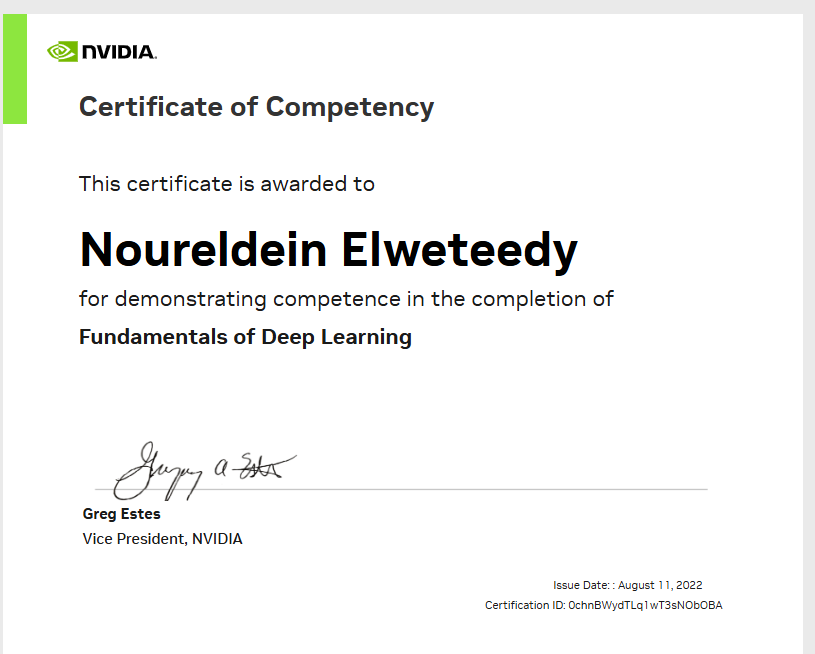 NVIDIA.
Certificate of Competency
This certificate is awarded to
Noureldein Elweteedy
for demonstrating competence in the completion of
Fundamentals of Deep Learning
Gregory A Estes
Greg Estes
Vice President, NVIDIA
Issue Date: : August 11, 2022
Certification ID: 0chnBWydTLq1wT3sNObOBA